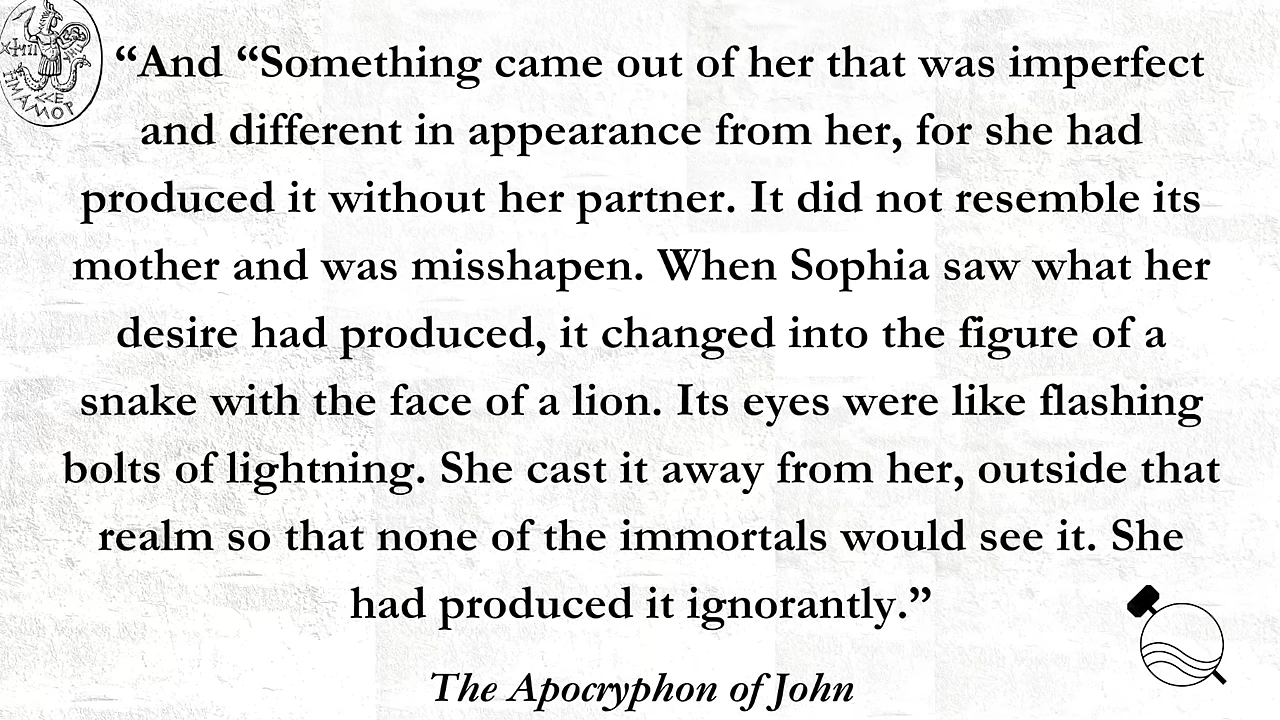 “And “Something came out of her that was imperfect
and different in appearance from her, for she had
produced it without her partner. It did not resemble its
mother and was misshapen. When Sophia saw what her
desire had produced, it changed into the figure of a
snake with the face of a lion. Its eyes were like flashing
bolts of lightning. She cast it away from her, outside that
realm so that none of the immortals would see it. She
had produced it ignorantly.”
The Apocryphon of John